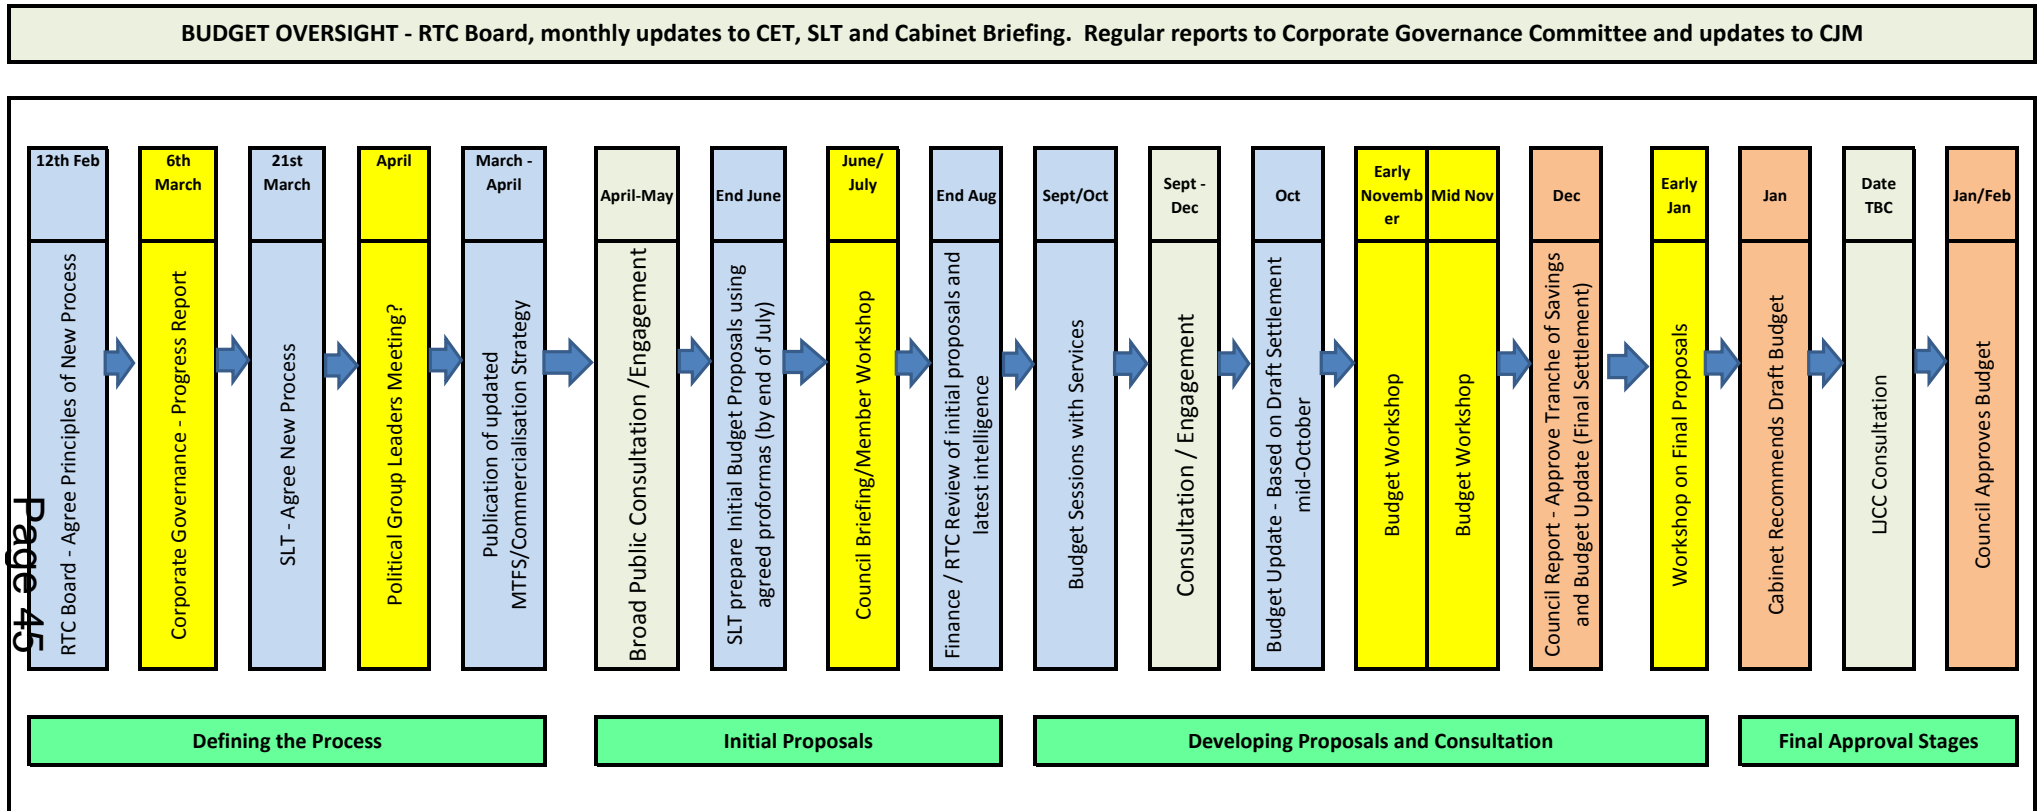 BUDGET OVERSIGHT - RTC Board, monthly updates to CET, SLT and Cabinet Briefing.  Regular reports to Corporate Governance Committee and updates to CJM
12th Feb
RTC Board - Agree Principles of New Process
6th
March
Corporate Governance - Progress Report
21st
March
SLT - Agree New Process
April
Political Group Leaders Meeting?
March -
April
Publication of updated
MTFS/Commercialisation Strategy
April-May
Broad Public Consultation /Engagement
End June
SLT prepare Initial Budget Proposals using
agreed proformas (by end of July)
June/
July
Council Briefing/Member Workshop
End Aug
Finance / RTC Review of initial proposals and
latest intelligence
Sept/Oct
Budget Sessions with Services
Sept -
Dec
Consultation / Engagement
Oct
Budget Update - Based on Draft Settlement
mid-October
Early
Novemb
er
Budget Workshop
Mid Nov
Budget Workshop
Dec
Council Report - Approve Tranche of Savings
and Budget Update (Final Settlement)
Early
Jan
Workshop on Final Proposals
Jan
Cabinet Recommends Draft Budget
Date
TBC
LJCC Consultation
Jan/Feb
Council Approves Budget
Defining the Process
Initial Proposals
Developing Proposals and Consultation
Final Approval Stages
Page 45